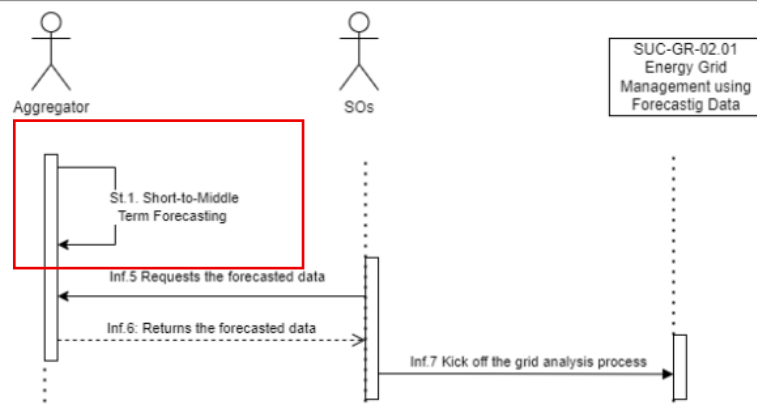 SUC-GR-02.01
Energy Grid
Management using
Forecastig Data
Aggregator
SOs
St.1. Short-to-Middle
Term Forecasting
Inf.5 Requests the forecasted data
Inf.6: Returns the forecasted data
Inf.7 Kick off the grid analysis process